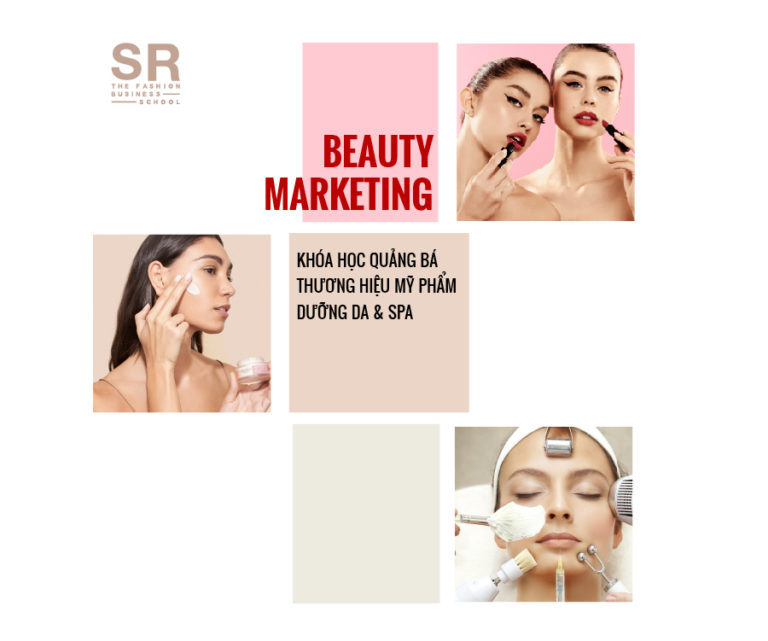 SR
THE FASHION
BUSINESS
SCHOOL
BEAUTY
MARKETING
KHÓA HỌC QUẢNG BÁ
THƯƠNG HIỆU MỸ PHẨM
DƯỠNG DA & SPA